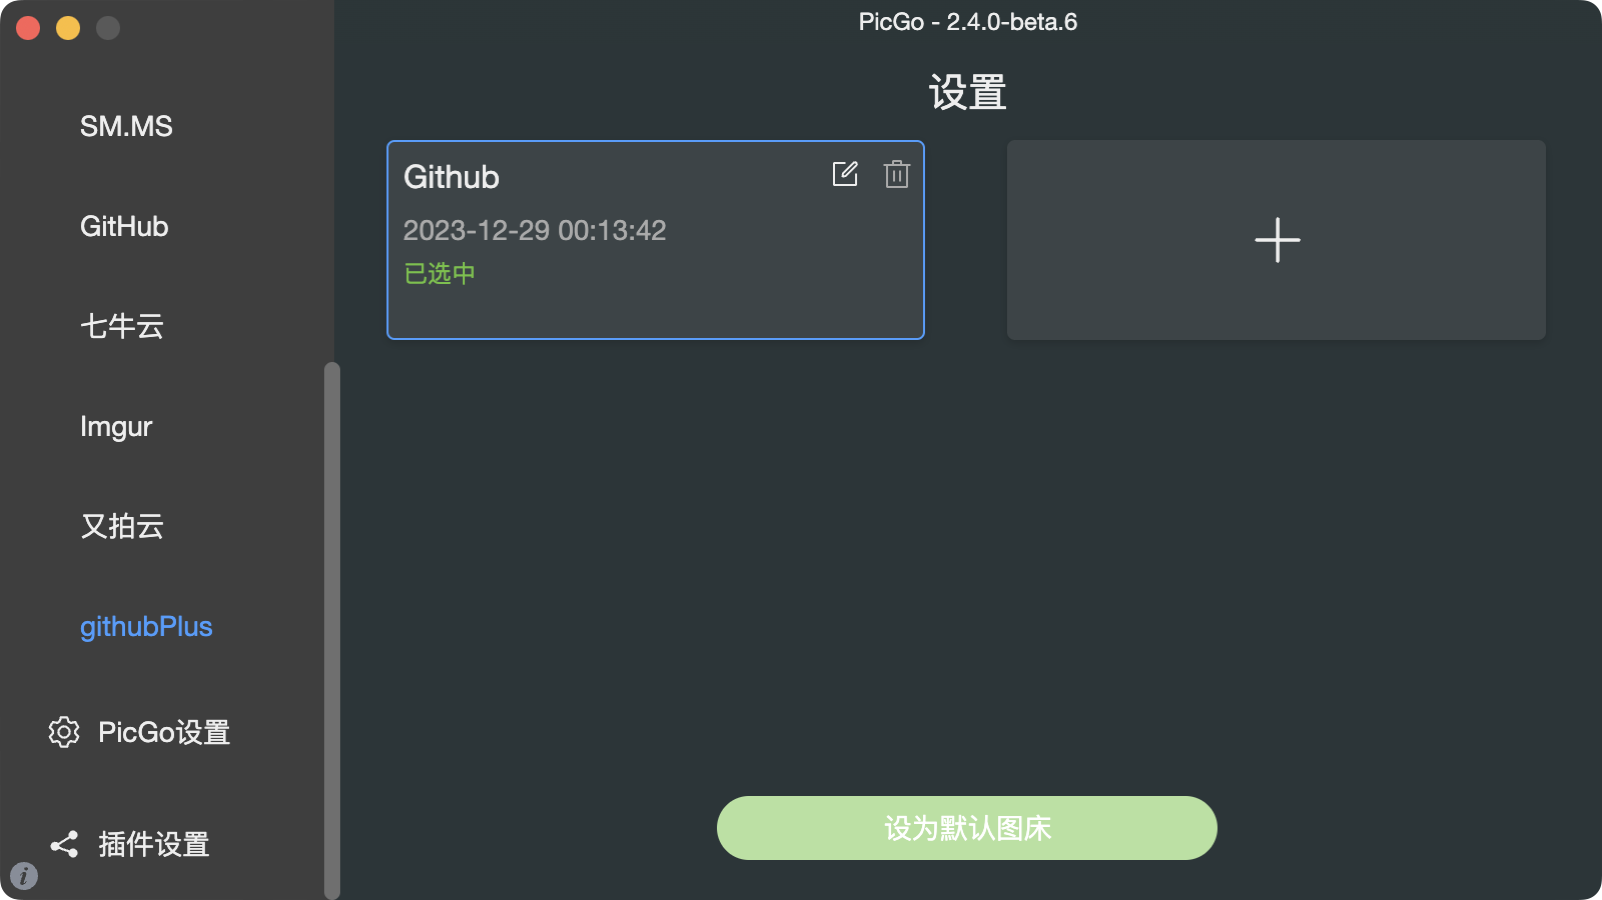 PicGo - 2.4.0-beta.6
SM.MS
GitHub
七牛云
Imgur
又拍云
githubPlus
PicGo设置
插件设置
i
设置
Github
2023-12-29 00:13:42
已选中
设为默认图床